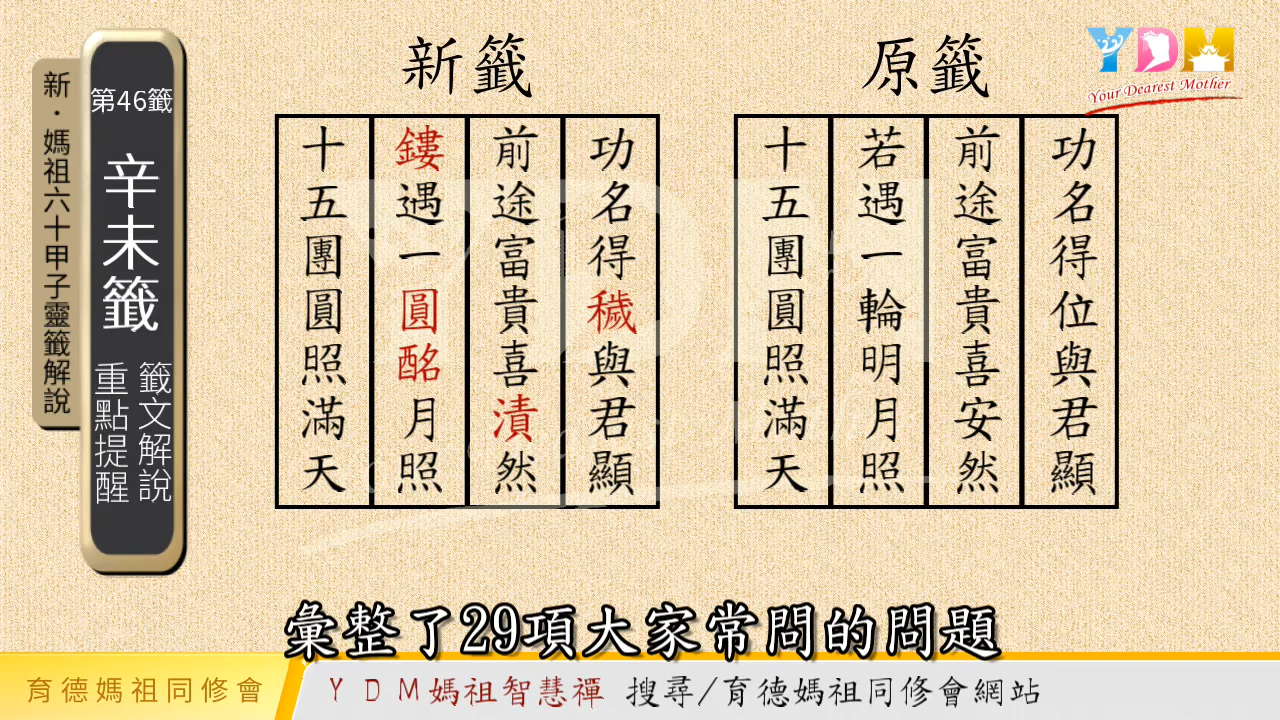 新·媽祖六十甲子靈籤解說
第46籤
辛未籤
籤文解說
重點提醒
新籤
功名得穢與君顯
前途富貴喜漬然
鏤遇一圓酩月照
十五團圓照滿天
原籤
功名得位與君顯
前途富貴喜安然
若遇一輪明月照
十五團圓照滿天
YDM
Your Dearest Mother
彙整了29項大家常問的問題
育德媽祖同修會
YDM媽祖智慧禪 搜尋/育德媽祖同修會網站